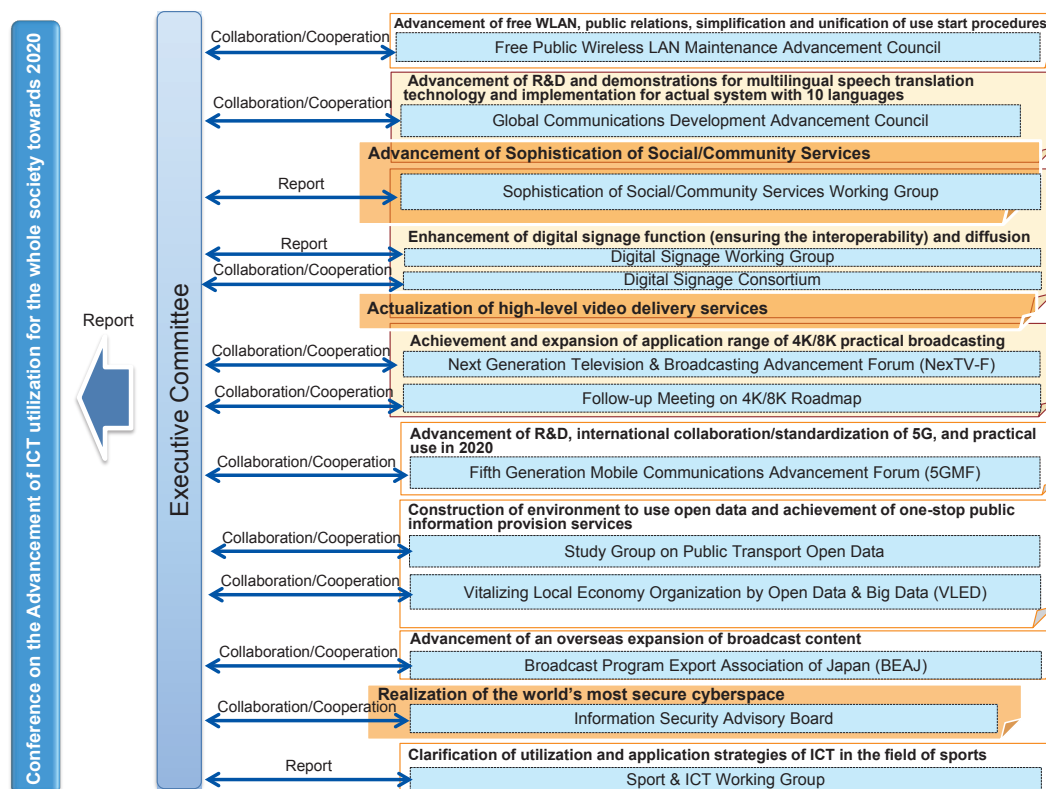 Conference on the Advancement of ICT utilization for the whole society towards 2020
Report
Executive Committee
Advancement of free WLAN, public relations, simplification and unification of use start procedures
Collaboration/Cooperation
Free Public Wireless LAN Maintenance Advancement Council
Advancement of R&D and demonstrations for multilingual speech translation
technology and implementation for actual system with 10 languages
Collaboration/Cooperation
Global Communications Development Advancement Council
Advancement of Sophistication of Social/Community Services
Report
Sophistication of Social/Community Services Working Group
Enhancement of digital signage function (ensuring the interoperability) and diffusion
Report
Digital Signage Working Group
Collaboration/Cooperation
Digital Signage Consortium
Actualization of high-level video delivery services
Achievement and expansion of application range of 4K/8K practical broadcasting
Collaboration/Cooperation
Next Generation Television & Broadcasting Advancement Forum (NexTV-F)
Collaboration/Cooperation
Follow-up Meeting on 4K/8K Roadmap
Advancement of R&D, international collaboration/standardization of 5G, and practical
use in 2020
Collaboration/Cooperation
Fifth Generation Mobile Communications Advancement Forum (5GMF)
Construction of environment to use open data and achievement of one-stop public
information provision services
Collaboration/Cooperation
Study Group on Public Transport Open Data
Collaboration/Cooperation
Vitalizing Local Economy Organization by Open Data & Big Data (VLED)
Advancement of an overseas expansion of broadcast content
Collaboration/Cooperation
Broadcast Program Export Association of Japan (BEAJ)
Realization of the world's most secure cyberspace
Collaboration/Cooperation
Information Security Advisory Board
Clarification of utilization and application strategies of ICT in the field of sports
Report
Sport & ICT Working Group